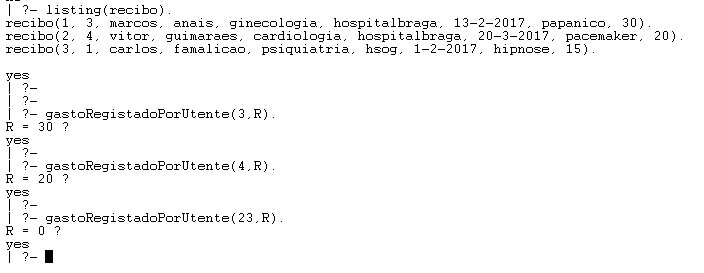 | ?- listing(recibo).
recibo(1, 3, marcos, anais, ginecologia, hospitalbraga, 13-2-2017, papanico, 30).
recibo(2, 4, vitor, guimaraes, cardiologia, hospitalbraga, 20-3-2017, pacemaker, 20).
recibo(3, 1, carlos, famalicao, psiquiatria, hsog, 1-2-2017, hipnose, 15).
yes
| ?-
| ?-
| ?- gastoRegistadoPorUtente(3,R).
R = 30 ?
yes
| ?-
| ?- gastoRegistadoPorUtente(4,R).
R = 20 ?
yes
| ?-
| ?- gastoRegistadoPorUtente(23,R).
R = 0 ?
yes
| ?-